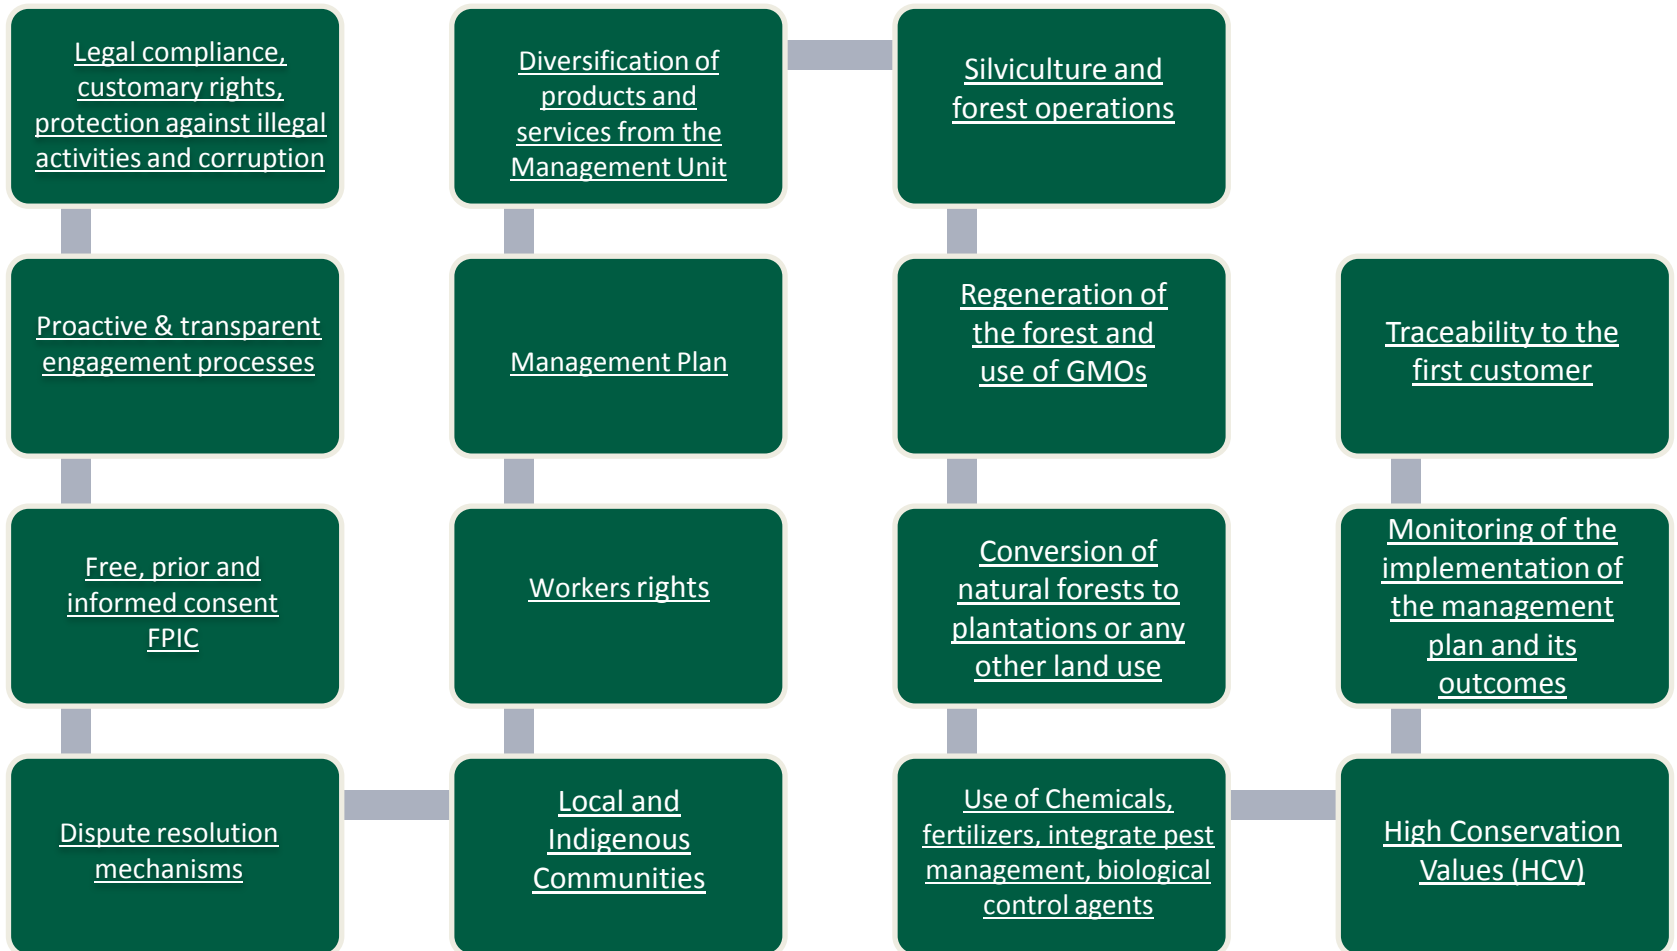 Legal compliance,
customary rights,
protection against illegal
activities and corruption
Proactive & transparent
engagement processes
Free, prior and
informed consent
FPIC
Dispute resolution
mechanisms
Local and
Indigenous
Communities
Workers rights
Management Plan
Diversification of
products and
services from the
Management Unit
Silviculture and
forest operations
Regeneration of
the forest and
use of GMOs
Conversion of
natural forests to
plantations or any
other land use
Use of Chemicals,
fertilizers, integrate pest
management, biological
control agents
High Conservation
Values (HCV)
Monitoring of the
implementation of
the management
plan and its
outcomes
Traceability to the
first customer